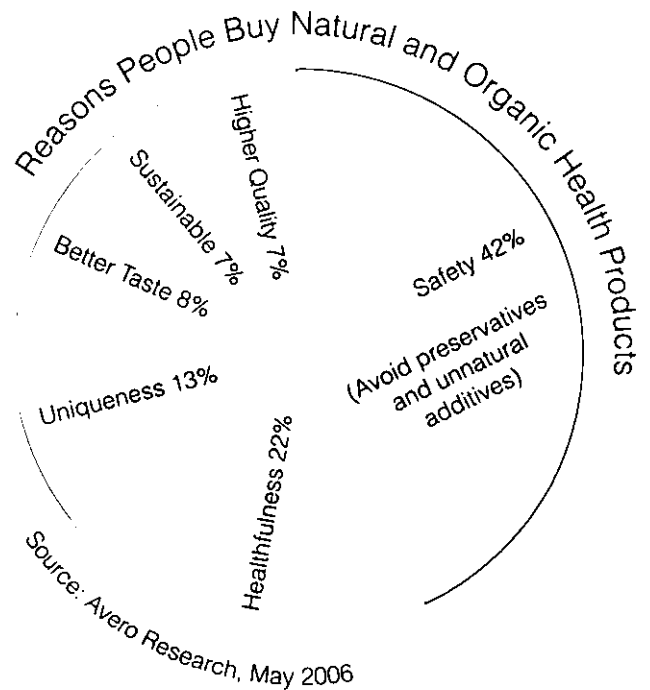 Reasons People Buy Natural and Organic Health Products
Higher Quality 7%
Sustainable 7%
Better Taste 8%
Uniqueness 13%
Healthfulness 22%
Safety 42%
(Avoid preservatives
and unnatural
additives)
Source: Avero Research, May 2006